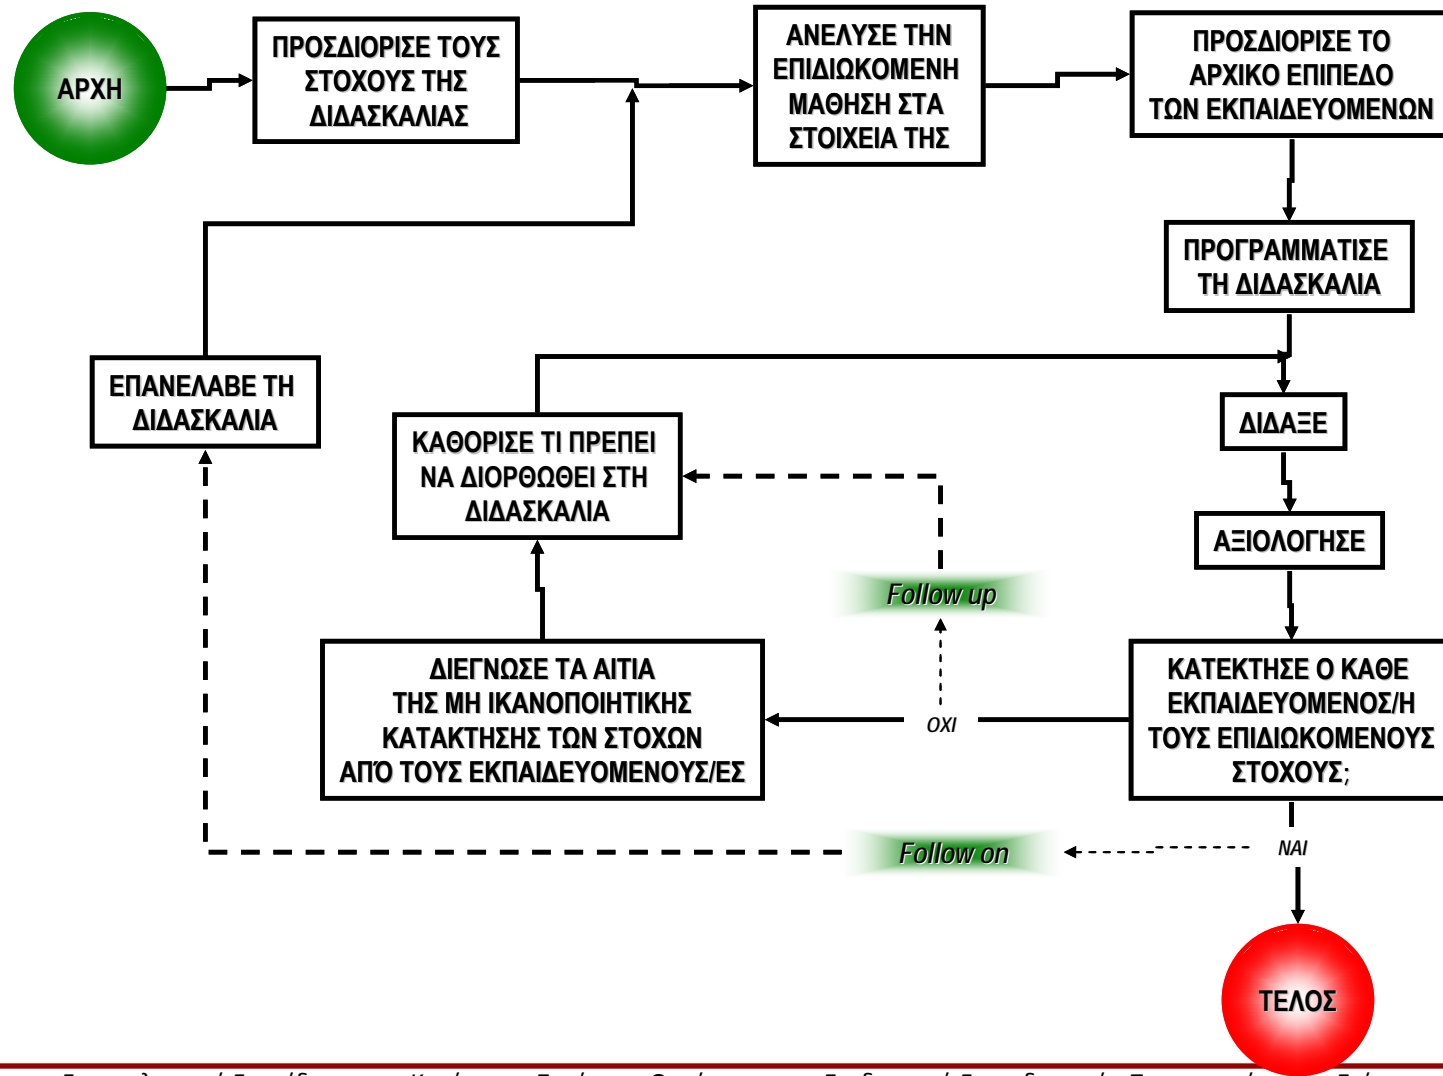 ΑΡΧΗ
ΠΡΟΣΔΙΟΡΙΣΕ ΤΟΥΣ
ΣΤΟΧΟΥΣ ΤΗΣ
ΔΙΔΑΣΚΑΛΙΑΣ
ΑΝΕΛΥΣΕ ΤΗΝ
ΕΠΙΔΙΩΚΟΜΕΝΗ
ΜΑΘΗΣΗ ΣΤΑ
ΣΤΟΙΧΕΙΑ ΤΗΣ
ΠΡΟΣΔΙΟΡΙΣΕ ΤΟ
ΑΡΧΙΚΟ ΕΠΙΠΕΔΟ
ΤΩΝ ΕΚΠΑΙΔΕΥΟΜΕΝΩΝ
ΠΡΟΓΡΑΜΜΑΤΙΣΕ
ΤΗ ΔΙΔΑΣΚΑΛΙΑ
ΕΠΑΝΕΛΑΒΕ ΤΗ
ΔΙΔΑΣΚΑΛΙΑ
ΚΑΘΟΡΙΣΕ ΤΙ ΠΡΕΠΕΙ
ΝΑ ΔΙΟΡΘΩΘΕΙ ΣΤΗ
ΔΙΔΑΣΚΑΛΙΑ
ΔΙΔΑΞΕ
ΑΞΙΟΛΟΓΗΣΕ
Follow up
ΔΙΕΓΝΩΣΕ ΤΑ ΑΙΤΙΑ
ΤΗΣ ΜΗ ΙΚΑΝΟΠΟΙΗΤΙΚΗΣ
ΚΑΤΑΚΤΗΣΗΣ ΤΩΝ ΣΤΟΧΩΝ
ΑΠΌ ΤΟΥΣ ΕΚΠΑΙΔΕΥΟΜΕΝΟΥΣ/ΕΣ
ΟΧΙ
ΚΑΤΕΚΤΗΣΕ Ο ΚΑΘΕ
ΕΚΠΑΙΔΕΥΟΜΕΝΟΣ/Η
ΤΟΥΣ ΕΠΙΔΙΩΚΟΜΕΝΟΥΣ
ΣΤΟΧΟΥΣ;
Follow on
ΝΑΙ
ΤΕΛΟΣ